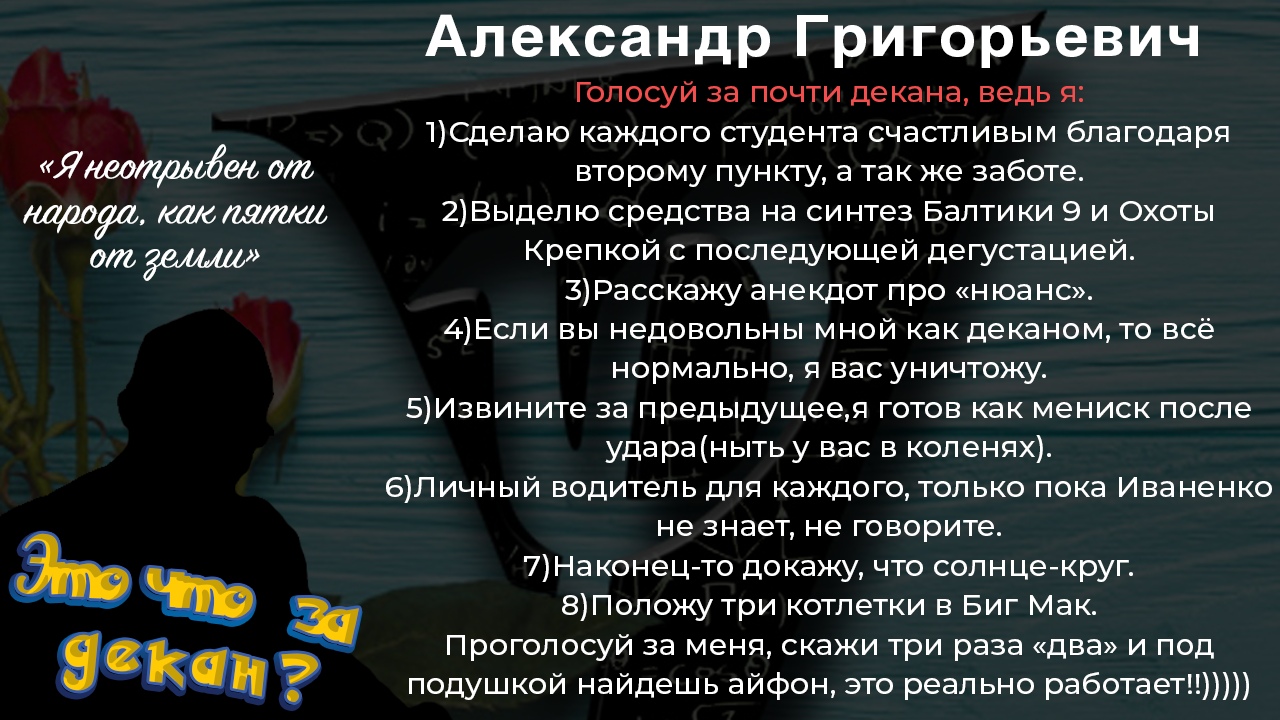 Александр Григорьевич
Голосуй за почти декана, ведь я:
1)Сделаю каждого студента счастливым благодаря
второму пункту, а так же заботе.
2)Выделю средства на синтез Балтики 9 и Охоты
Крепкой с последующей дегустацией.
3)Расскажу анекдот про «нюанс».
4)Если вы недовольны мной как деканом, то всё
нормально, я вас уничтожу.
5)Извините за предыдущее,я готов как мениск после
удара(ныть у вас в коленях).
6)Личный водитель для каждого, только пока Иваненко
не знает, не говорите.
7)Наконец-то докажу, что солнце-круг.
8)Положу три котлетки в Биг Мак.
Проголосуй за меня, скажи три раза «два» и под
подушкой найдешь айфон, это реально работает!!)))))
«Я неотрывен от
народа, как пятки
от земли»
Это что за
декан?